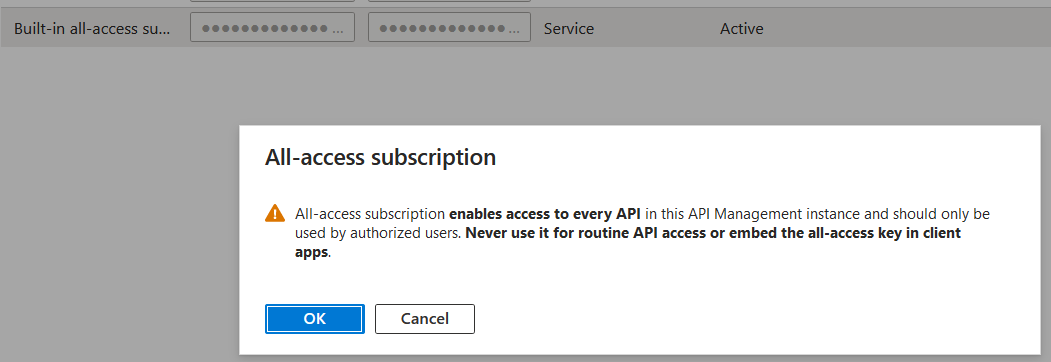 Built-in all-access su... ●●●●●●●●●●●●● ... ●●●●●●●●●●●●● ... Service Active
All-access subscription
All-access subscription enables access to every API in this API Management instance and should only be
used by authorized users. Never use it for routine API access or embed the all-access key in client
apps.
OK Cancel